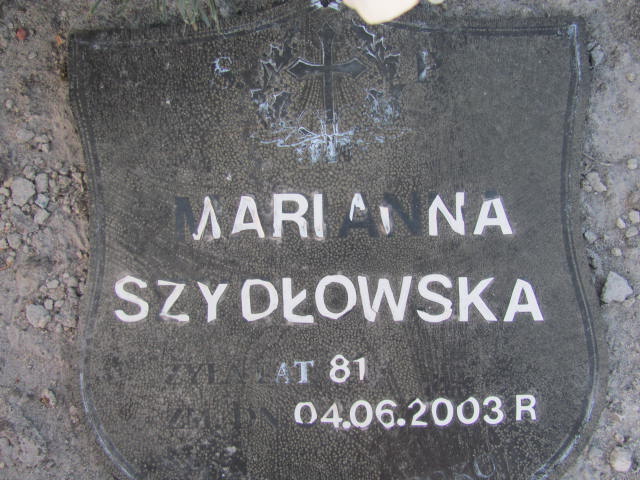 MARIANNA
SZYDŁOWSKA
ŻYŁA LAT 81
04.06.2003 R